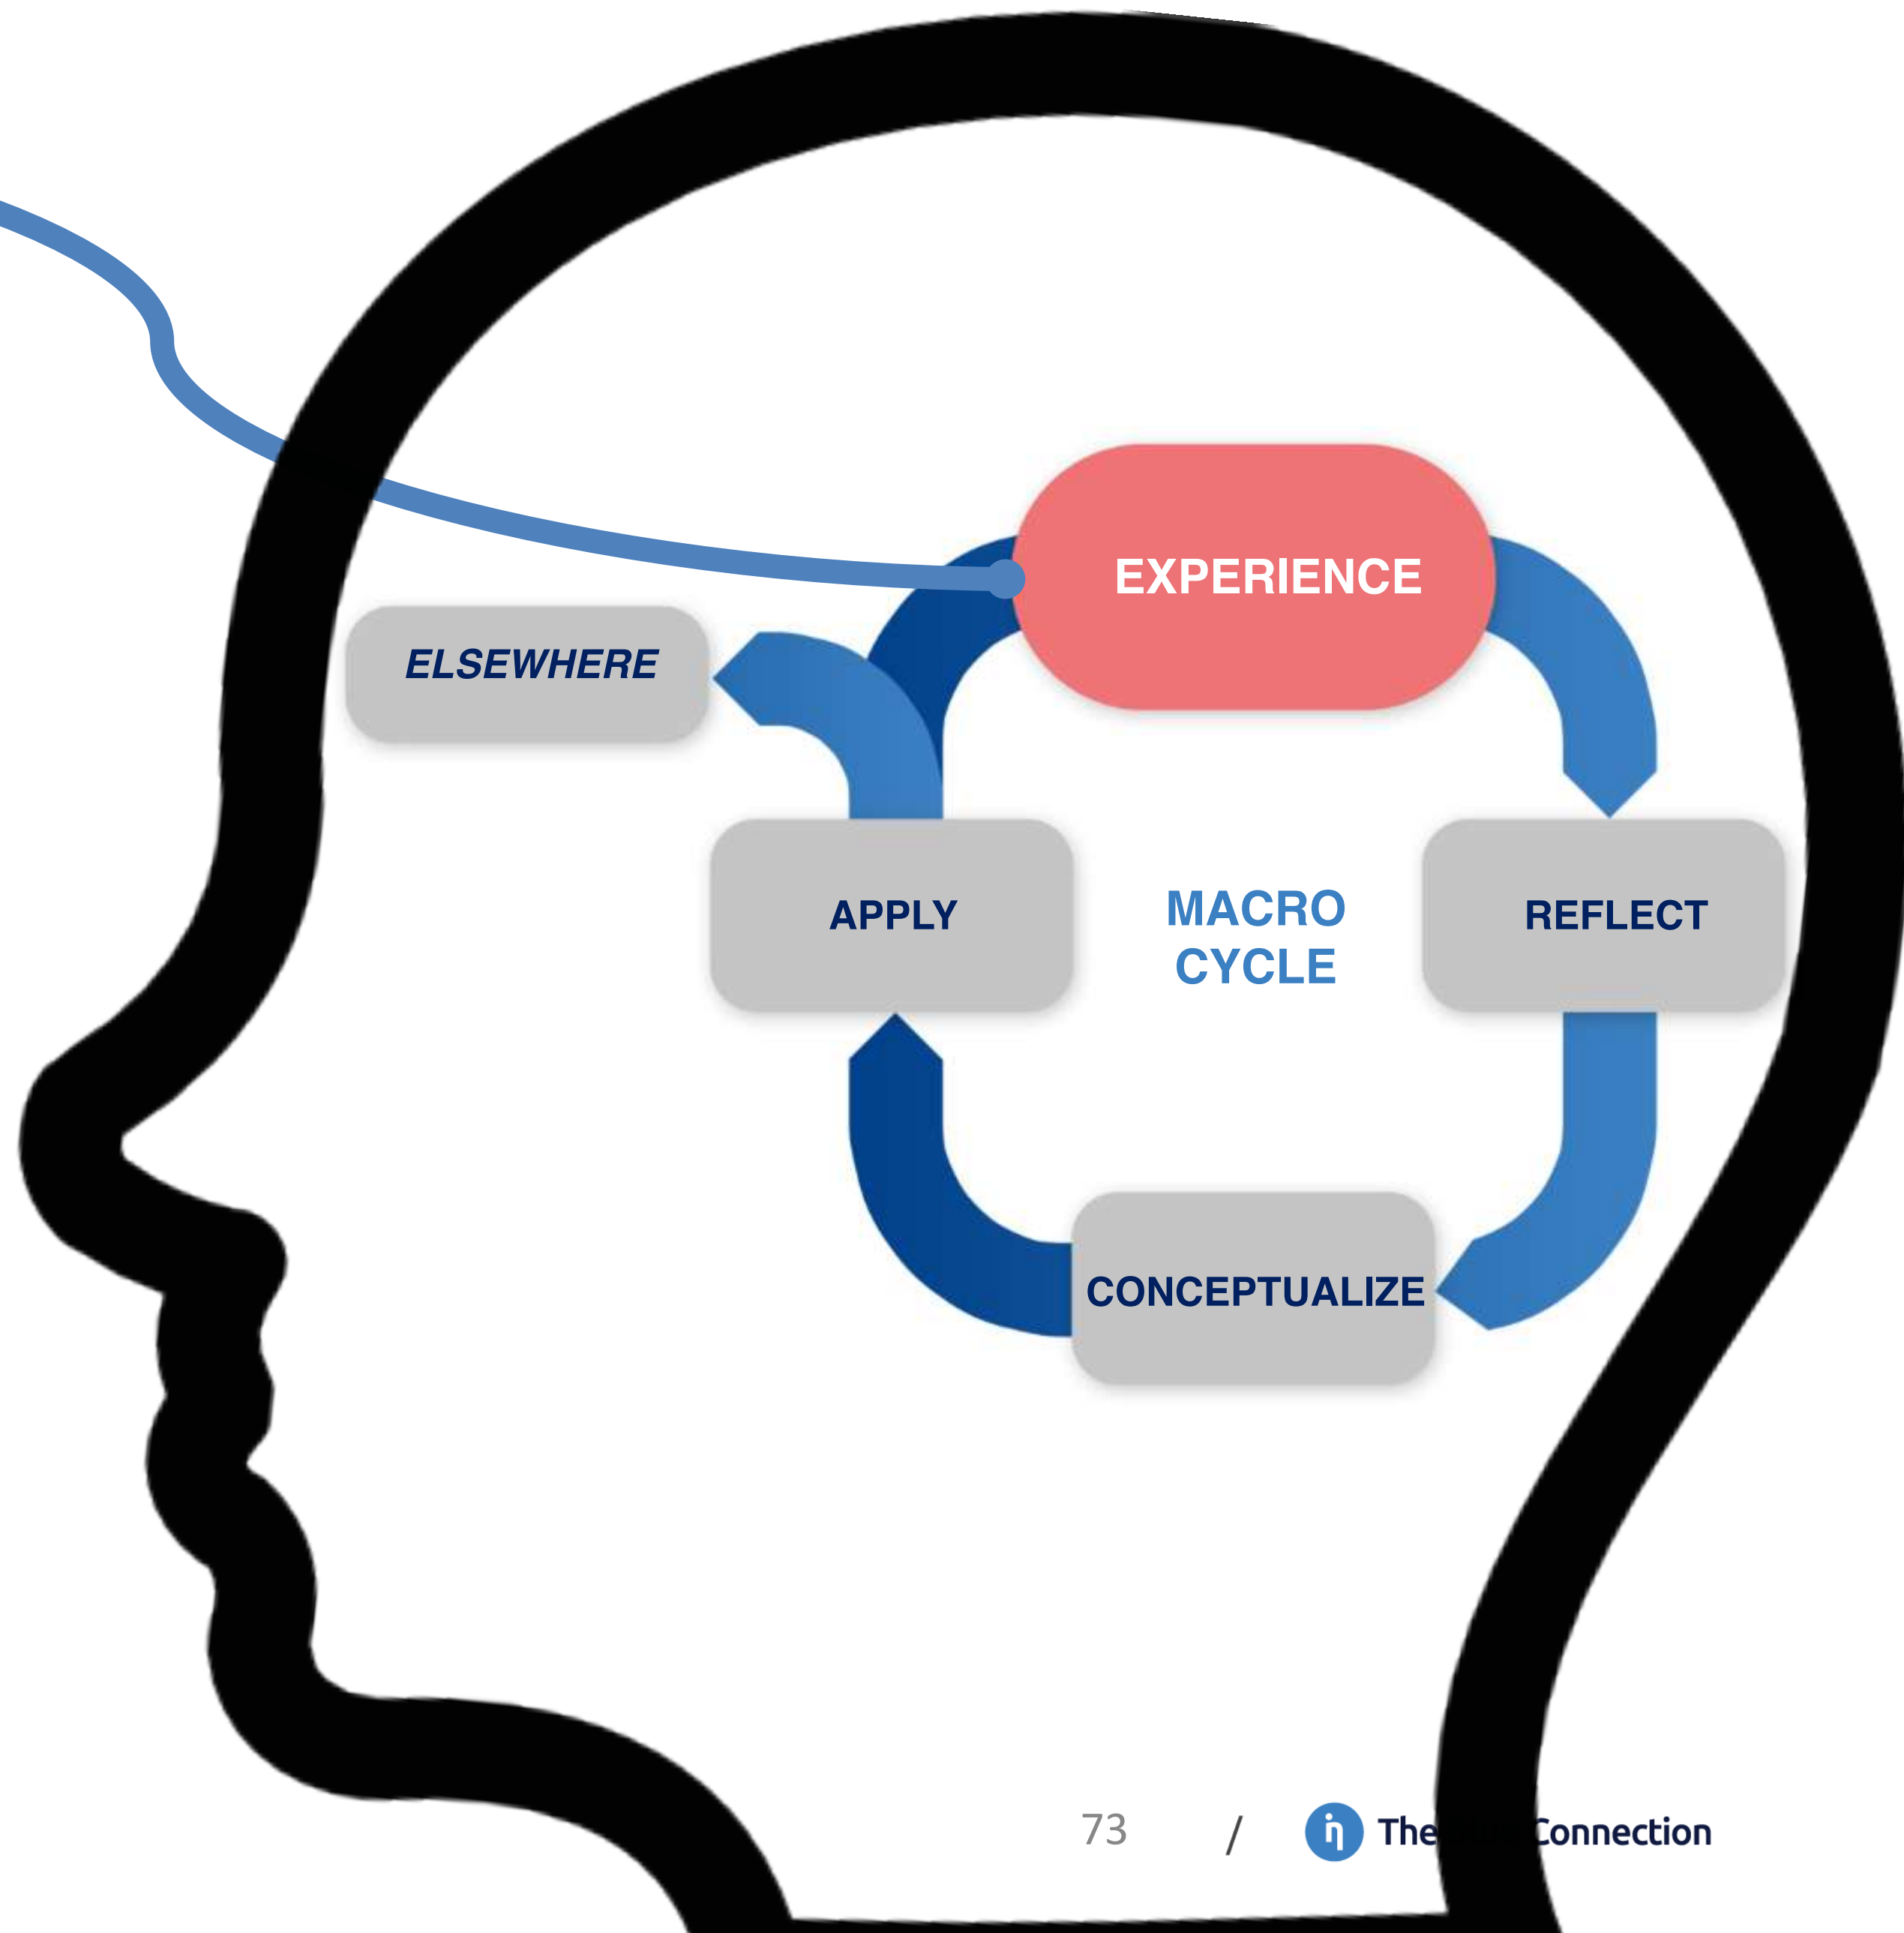 EXPERIENCE
ELSEWHERE
APPLY
MACRO
CYCLE
REFLECT
CONCEPTUALIZE
73 / The Connection